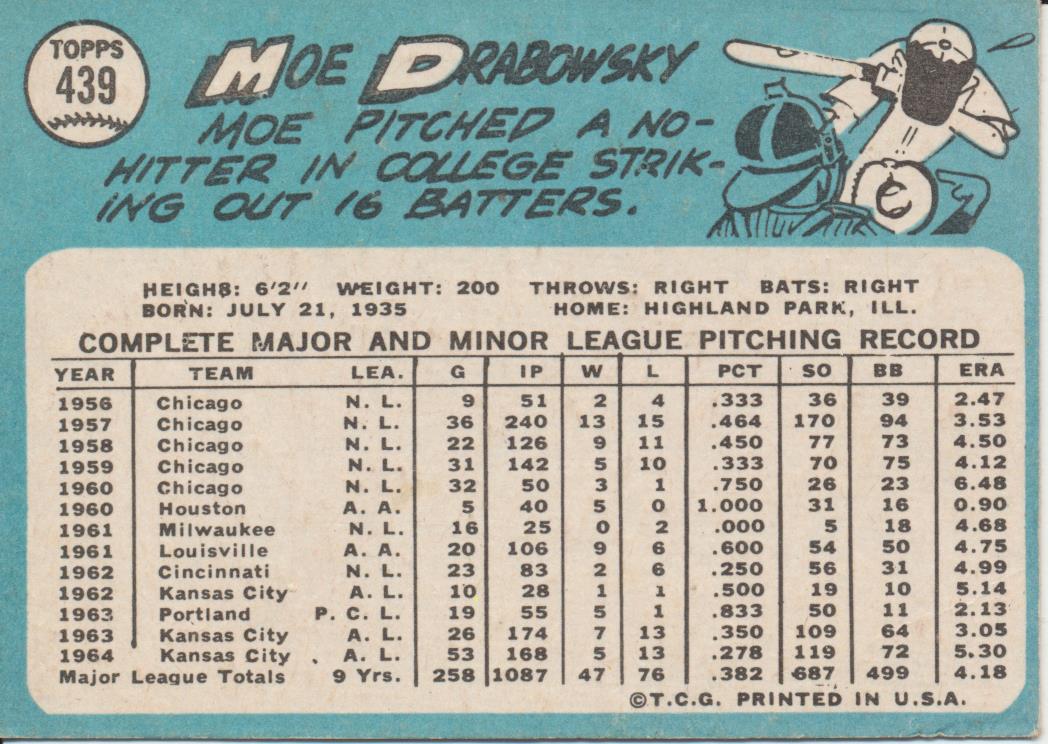 TOPPS
439
MOE DRABOWSKY
MOE PITCHED A NO-
HITTER IN COLLEGE STRIK-
ING OUT 16 BATTERS.
HEIGH8: 6'2" WEIGHT: 200 THROWS: RIGHT BATS: RIGHT
BORN: JULY 21, 1935 HOME: HIGHLAND PARK, ILL.
COMPLETE MAJOR AND MINOR LEAGUE PITCHING RECORD
YEAR TEAM LEA. G IP W L PCT SO BB ERA
1956 Chicago N. L. 9 51 2 4 .333 36 39 2.47
1957 Chicago N. L. 36 240 13 15 .464 170 94 3.53
1958 Chicago N. L. 22 126 9 11 .450 77 73 4.50
1959 Chicago N. L. 31 142 5 10 .333 70 75 4.12
1960 Chicago N. L. 32 50 3 1 .750 26 23 6.48
1960 Houston A. A. 5 40 5 0 1.000 31 16 0.90
1961 Milwaukee N. L. 16 25 0 2 .000 5 18 4.68
1961 Louisville A. A. 20 106 9 6 .600 54 50 4.75
1962 Cincinnati N. L. 23 83 2 6 .250 56 31 4.99
1962 Kansas City A. L. 10 28 1 1 .500 19 10 5.14
1963 Portland P. C. L. 19 55 5 1 .833 50 11 2.13
1963 Kansas City A. L. 26 174 7 13 .350 109 64 3.05
1964 Kansas City A. L. 53 168 5 13 .278 119 72 5.30
Major League Totals 9 Yrs. 258 1087 47 76 .382 687 499 4.18
©T.C.G. PRINTED IN U.S.A.